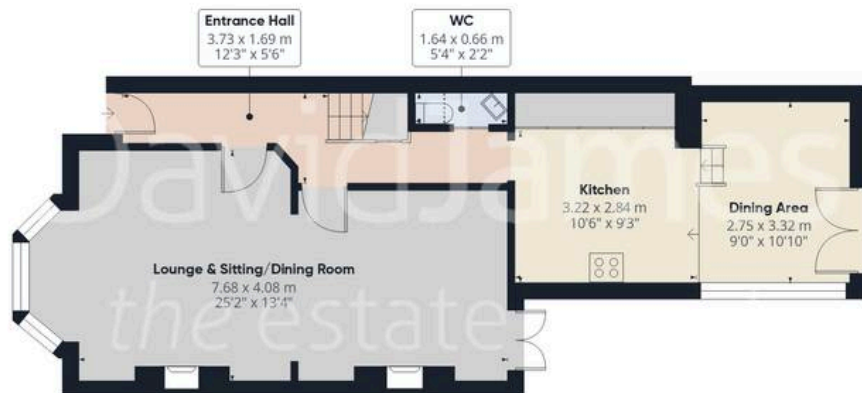 Entrance Hall
3.73 x 1.69 m
12'3" x 5'6"
WC
1.64 x 0.66 m
5'4" x 2'2"
David James
Kitchen
3.22 x 2.84 m
10'6" x 9'3"
Dining Area
2.75 x 3.32 m
9'0" x 10'10"
Lounge & Sitting/Dining Room
7.68 x 4.08 m
25'2" x 13'4"
the estate